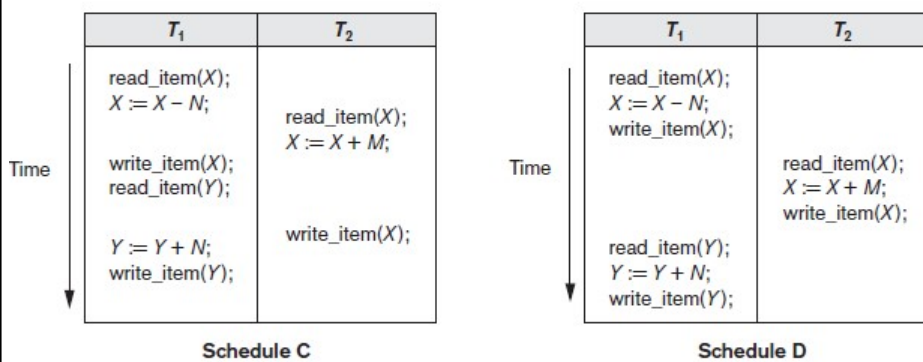 T₁ T₂
read_item(X);
X := X – N;
read_item(X);
X := X + M;
write_item(X);
read_item(Y);
write_item(X);
Y := Y + N;
write_item(Y);
Time
Schedule C
T₁ T₂
read_item(X);
X := X – N;
write_item(X);
read_item(X);
X := X + M;
write_item(X);
read_item(Y);
Y := Y + N;
write_item(Y);
Time
Schedule D